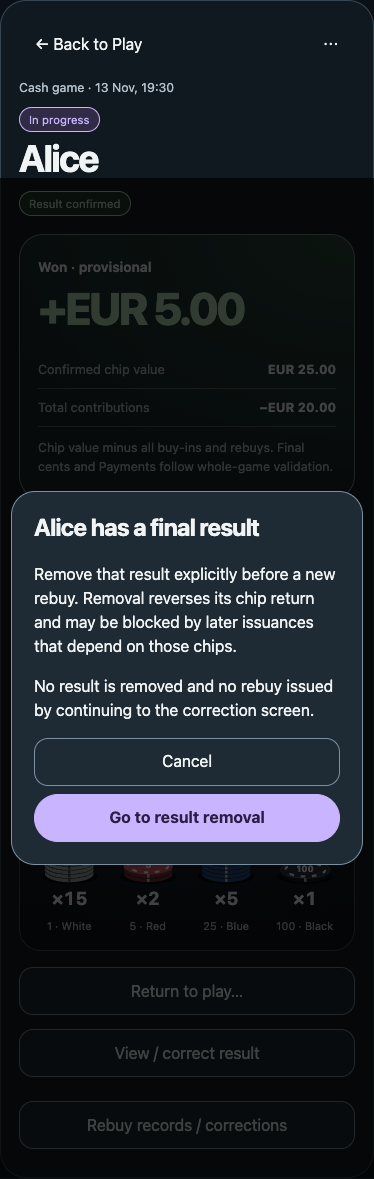 ← Back to Play
...
Cash game · 13 Nov, 19:30
In progress
Alice
Result confirmed
Won · provisional
+EUR 5.00
Confirmed chip value EUR 25.00
Total contributions −EUR 20.00
Chip value minus all buy-ins and rebuys. Final
cents and Payments follow whole-game validation.
Alice has a final result
Remove that result explicitly before a new
rebuy. Removal reverses its chip return
and may be blocked by later issuances
that depend on those chips.
No result is removed and no rebuy issued
by continuing to the correction screen.
Cancel
Go to result removal
100
×15 ×2 ×5 ×1
1 · White 5 · Red 25 · Blue 100 · Black
Return to play...
View / correct result
Rebuy records / corrections